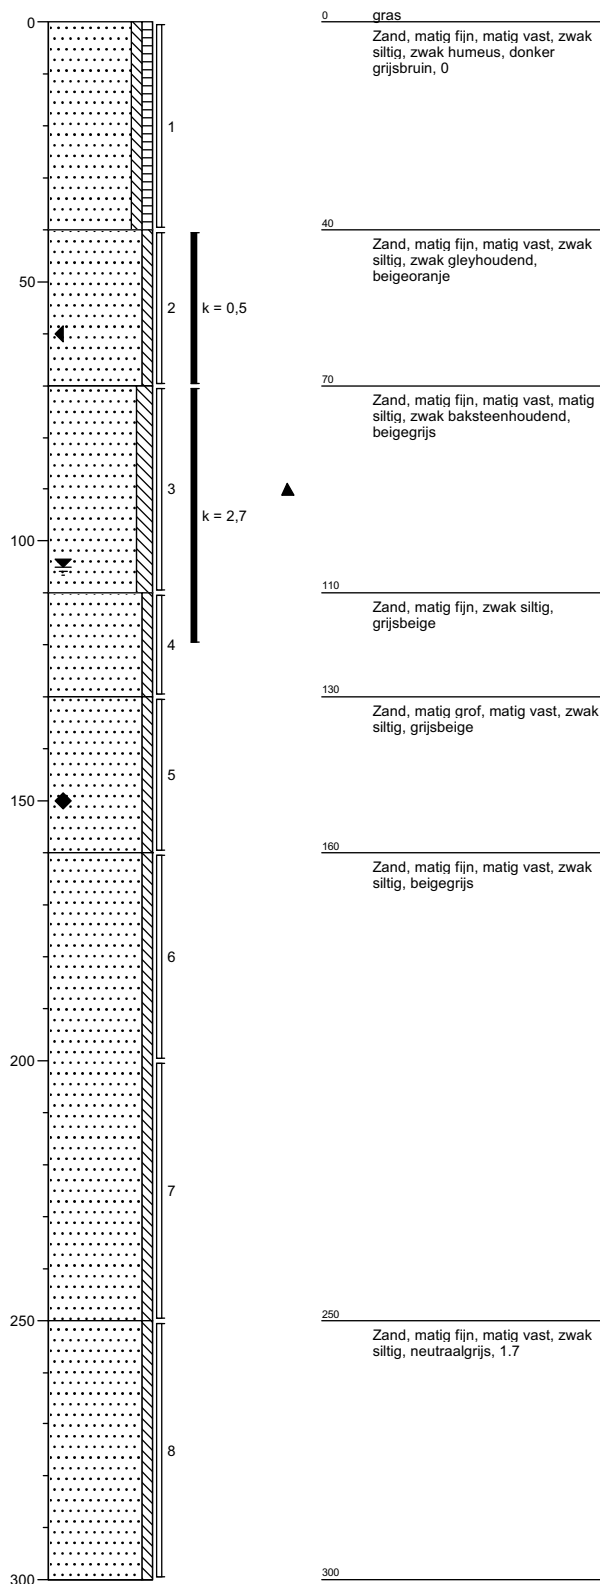 0
50
100
150
200
250
300
1
2
3
4
5
6
7
8
k = 0,5
k = 2,7
0
gras
Zand, matig fijn, matig vast, zwak
siltig, zwak humeus, donker
grijsbruin, 0
40
Zand, matig fijn, matig vast, zwak
siltig, zwak gleyhoudend,
beigeoranje
70
Zand, matig fijn, matig vast, matig
siltig, zwak baksteenhoudend,
beigegrijs
110
Zand, matig fijn, zwak siltig,
grijsbeige
130
Zand, matig grof, matig vast, zwak
siltig, grijsbeige
160
Zand, matig fijn, matig vast, zwak
siltig, beigegrijs
250
Zand, matig fijn, matig vast, zwak
siltig, neutraalgrijs, 1.7
300